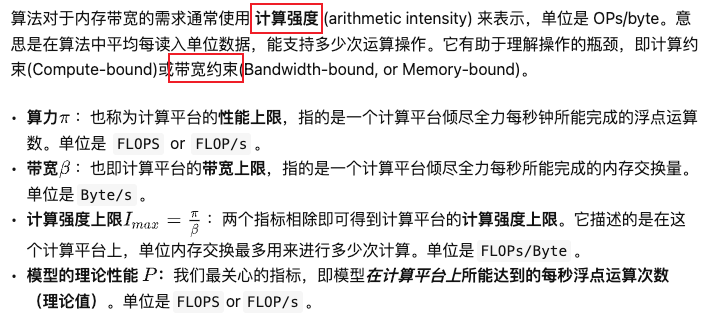 算法对于内存带宽的需求通常使用 计算强度 (arithmetic intensity) 来表示，单位是 OPs/byte。意
思是在算法中平均每读入单位数据，能支持多少次运算操作。它有助于理解操作的瓶颈，即计算约
束(Compute-bound)或带宽约束(Bandwidth-bound, or Memory-bound)。
• 算力π： 也称为计算平台的性能上限，指的是一个计算平台倾尽全力每秒钟所能完成的浮点运算
数。单位是 FLOPS or FLOP/s 。
• 带宽β： 也即计算平台的带宽上限，指的是一个计算平台倾尽全力每秒所能完成的内存交换量。
单位是 Byte/s 。
• 计算强度上限I_max = π/β ： 两个指标相除即可得到计算平台的计算强度上限。它描述的是在这
个计算平台上，单位内存交换最多用来进行多少次计算。单位是 FLOPs/Byte 。
• 模型的理论性能 P： 我们最关心的指标，即模型在计算平台上所能达到的每秒浮点运算次数
（理论值）。单位是 FLOPS or FLOP/s 。